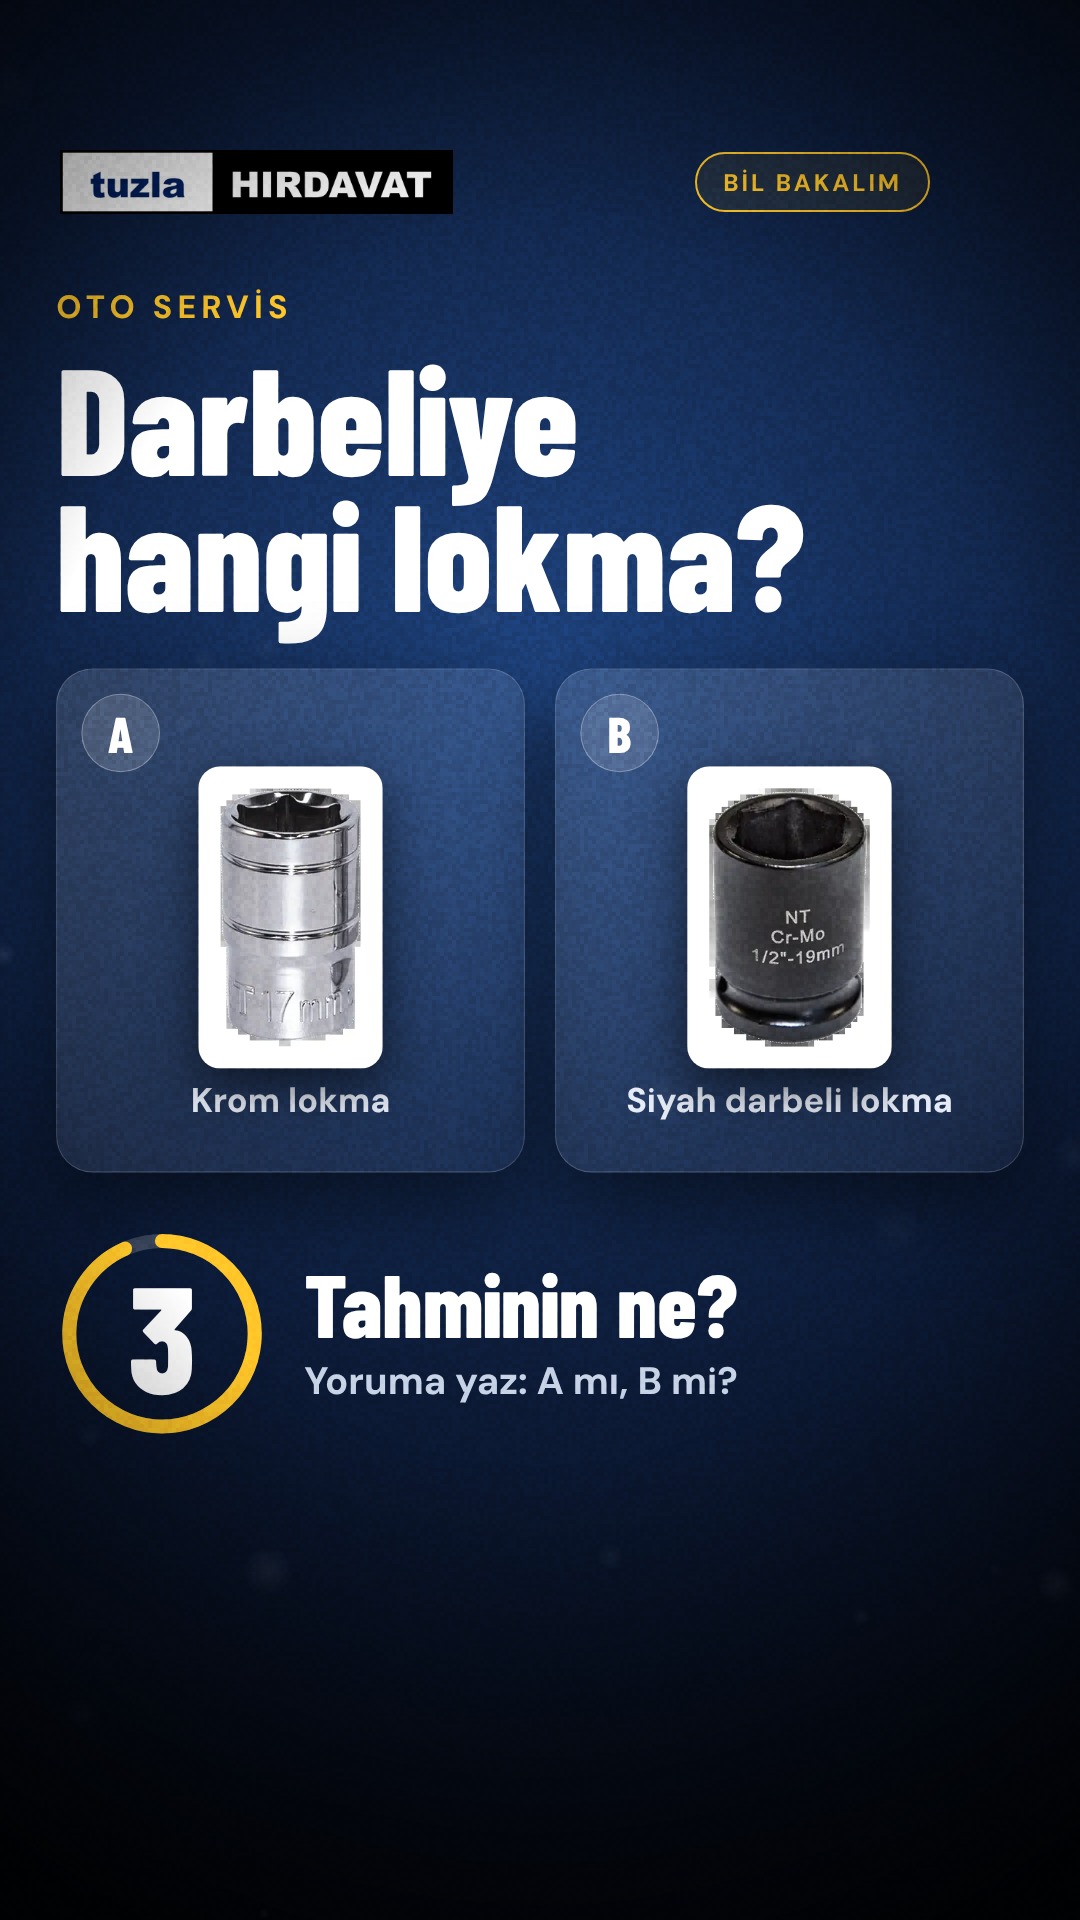 tuzla HIRDAVAT
BİL BAKALIM
OTO SERVİS
Darbeliye
hangi lokma?
A
B
17mm
NT
Cr-Mo
1/2"-19mm
Krom lokma
Siyah darbeli lokma
3
Tahminin ne?
Yoruma yaz: A mı, B mi?